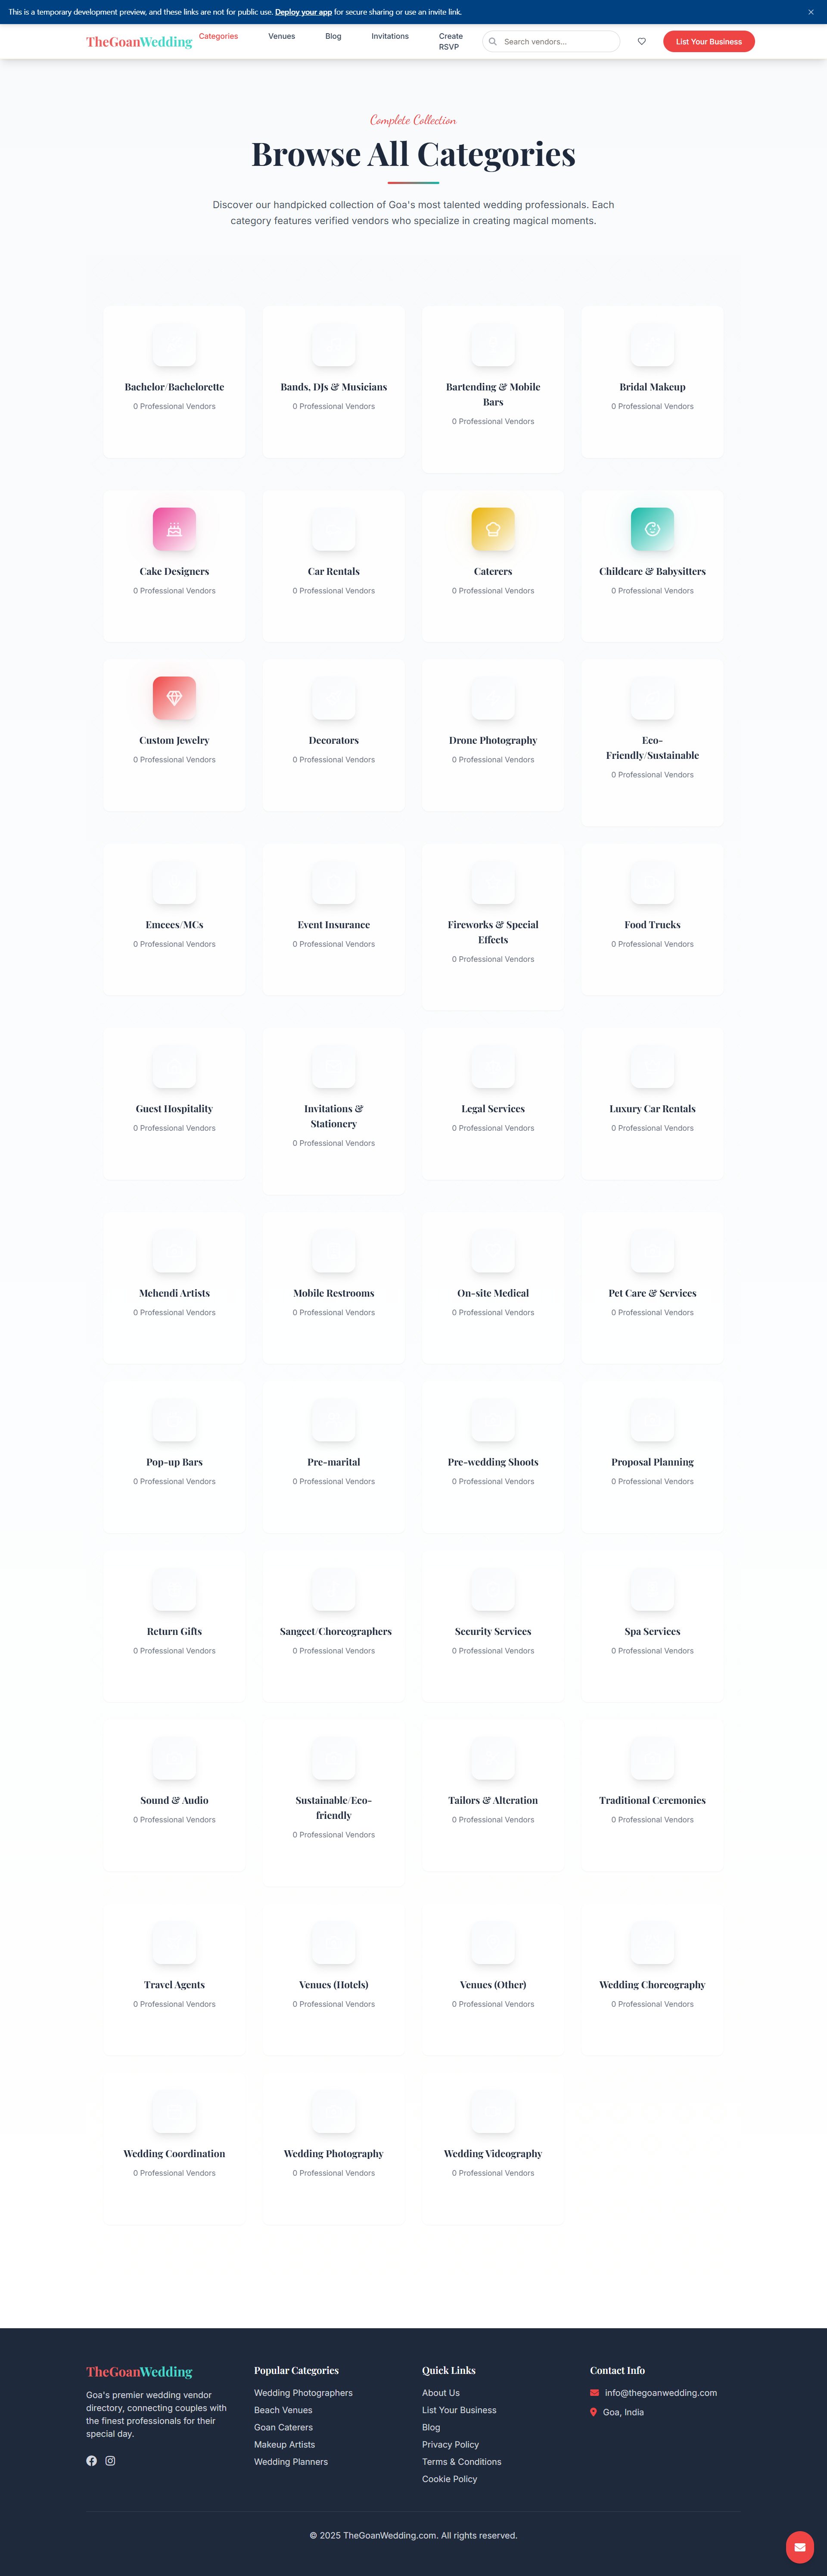 This is a temporary development preview, and these links are not for public use. Deploy your app for secure sharing or use an invite link.
TheGoanWedding
Categories
Venues
Blog
Invitations
Create
RSVP
Search vendors...
List Your Business
Complete Collection
Browse All Categories
Discover our handpicked collection of Goa's most talented wedding professionals. Each
category features verified vendors who specialize in creating magical moments.
Bachelor/Bachelorette
0 Professional Vendors
Bands, DJs & Musicians
0 Professional Vendors
Bartending & Mobile
Bars
0 Professional Vendors
Bridal Makeup
0 Professional Vendors
Cake Designers
0 Professional Vendors
Car Rentals
0 Professional Vendors
Caterers
0 Professional Vendors
Childcare & Babysitters
0 Professional Vendors
Custom Jewelry
0 Professional Vendors
Decorators
0 Professional Vendors
Drone Photography
0 Professional Vendors
Eco-
Friendly/Sustainable
0 Professional Vendors
Emcees/MCs
0 Professional Vendors
Event Insurance
0 Professional Vendors
Fireworks & Special
Effects
0 Professional Vendors
Food Trucks
0 Professional Vendors
Guest Hospitality
0 Professional Vendors
Invitations &
Stationery
0 Professional Vendors
Legal Services
0 Professional Vendors
Luxury Car Rentals
0 Professional Vendors
Mehendi Artists
0 Professional Vendors
Mobile Restrooms
0 Professional Vendors
On-site Medical
0 Professional Vendors
Pet Care & Services
0 Professional Vendors
Pop-up Bars
0 Professional Vendors
Pre-marital
0 Professional Vendors
Pre-wedding Shoots
0 Professional Vendors
Proposal Planning
0 Professional Vendors
Return Gifts
0 Professional Vendors
Sangeet/Choreographers
0 Professional Vendors
Security Services
0 Professional Vendors
Spa Services
0 Professional Vendors
Sound & Audio
0 Professional Vendors
Sustainable/Eco-
friendly
0 Professional Vendors
Tailors & Alteration
0 Professional Vendors
Traditional Ceremonies
0 Professional Vendors
Travel Agents
0 Professional Vendors
Venues (Hotels)
0 Professional Vendors
Venues (Other)
0 Professional Vendors
Wedding Choreography
0 Professional Vendors
Wedding Coordination
0 Professional Vendors
Wedding Photography
0 Professional Vendors
Wedding Videography
0 Professional Vendors
TheGoanWedding
Goa's premier wedding vendor
directory, connecting couples with
the finest professionals for their
special day.
Popular Categories
Wedding Photographers
Beach Venues
Goan Caterers
Makeup Artists
Wedding Planners
Quick Links
About Us
List Your Business
Blog
Privacy Policy
Terms & Conditions
Cookie Policy
Contact Info
info@thegoanwedding.com
Goa, India
© 2025 TheGoanWedding.com. All rights reserved.